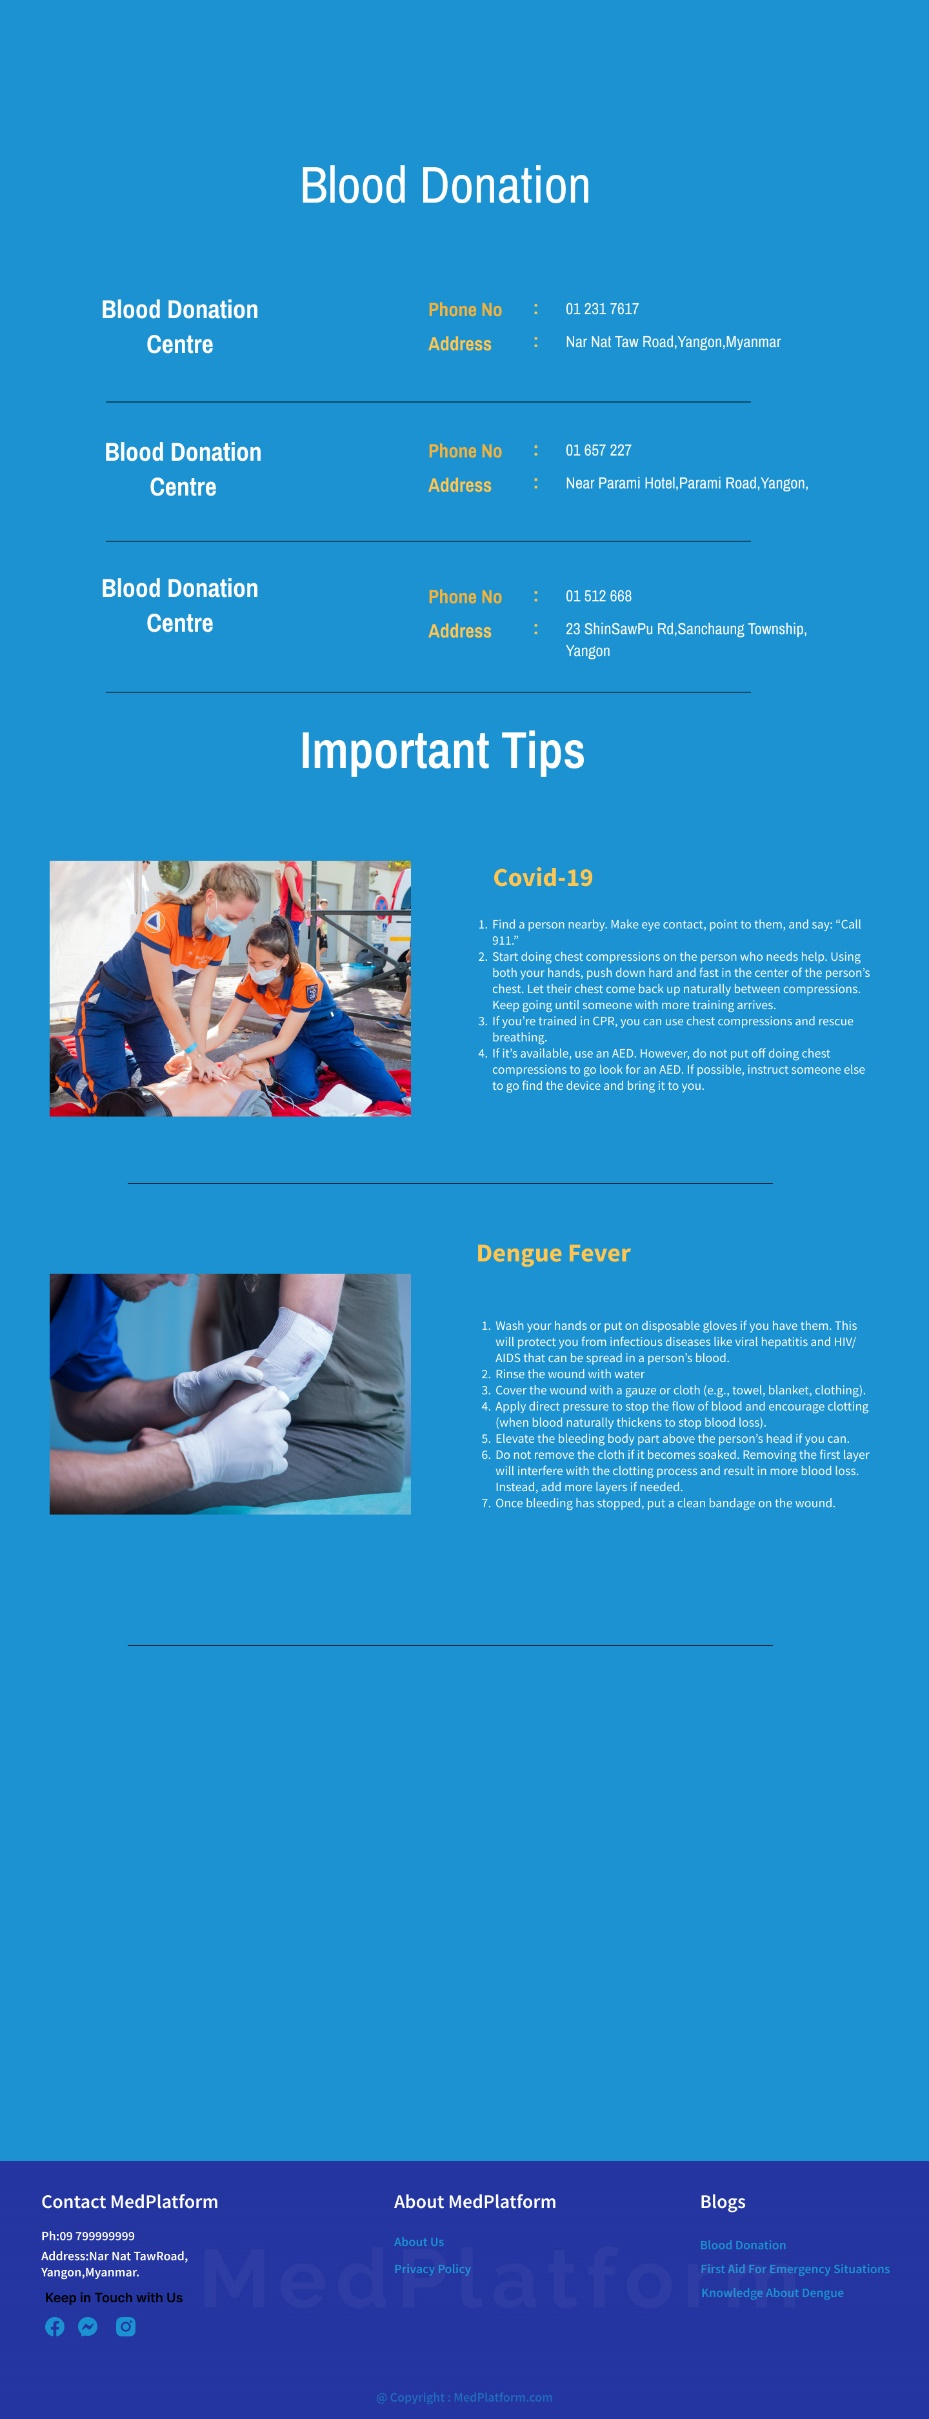 Blood Donation
Blood Donation
Centre
Phone No : 01 231 7617
Address : Nar Nat Taw Road,Yangon,Myanmar
Blood Donation
Centre
Phone No : 01 657 227
Address : Near Parami Hotel,Parami Road,Yangon,
Blood Donation
Centre
Phone No : 01 512 668
Address : 23 ShinSawPu Rd,Sanchaung Township,
Yangon
Important Tips
Covid-19
1. Find a person nearby. Make eye contact, point to them, and say: “Call
911.”
2. Start doing chest compressions on the person who needs help. Using
both your hands, push down hard and fast in the center of the person’s
chest. Let their chest come back up naturally between compressions.
Keep going until someone with more training arrives.
3. If you’re trained in CPR, you can use chest compressions and rescue
breathing.
4. If it’s available, use an AED. However, do not put off doing chest
compressions to go look for an AED. If possible, instruct someone else
to go find the device and bring it to you.
Dengue Fever
1. Wash your hands or put on disposable gloves if you have them. This
will protect you from infectious diseases like viral hepatitis and HIV/
AIDS that can be spread in a person’s blood.
2. Rinse the wound with water
3. Cover the wound with a gauze or cloth (e.g., towel, blanket, clothing).
4. Apply direct pressure to stop the flow of blood and encourage clotting
(when blood naturally thickens to stop blood loss).
5. Elevate the bleeding body part above the person’s head if you can.
6. Do not remove the cloth if it becomes soaked. Removing the first layer
will interfere with the clotting process and result in more blood loss.
Instead, add more layers if needed.
7. Once bleeding has stopped, put a clean bandage on the wound.
Contact MedPlatform
Ph:09 799999999
Address:Nar Nat TawRoad,
Yangon,Myanmar.
Keep in Touch with Us
MedPlatform
About MedPlatform
About Us
Privacy Policy
Blogs
Blood Donation
First Aid For Emergency Situations
Knowledge About Dengue
@ Copyright : MedPlatform.com